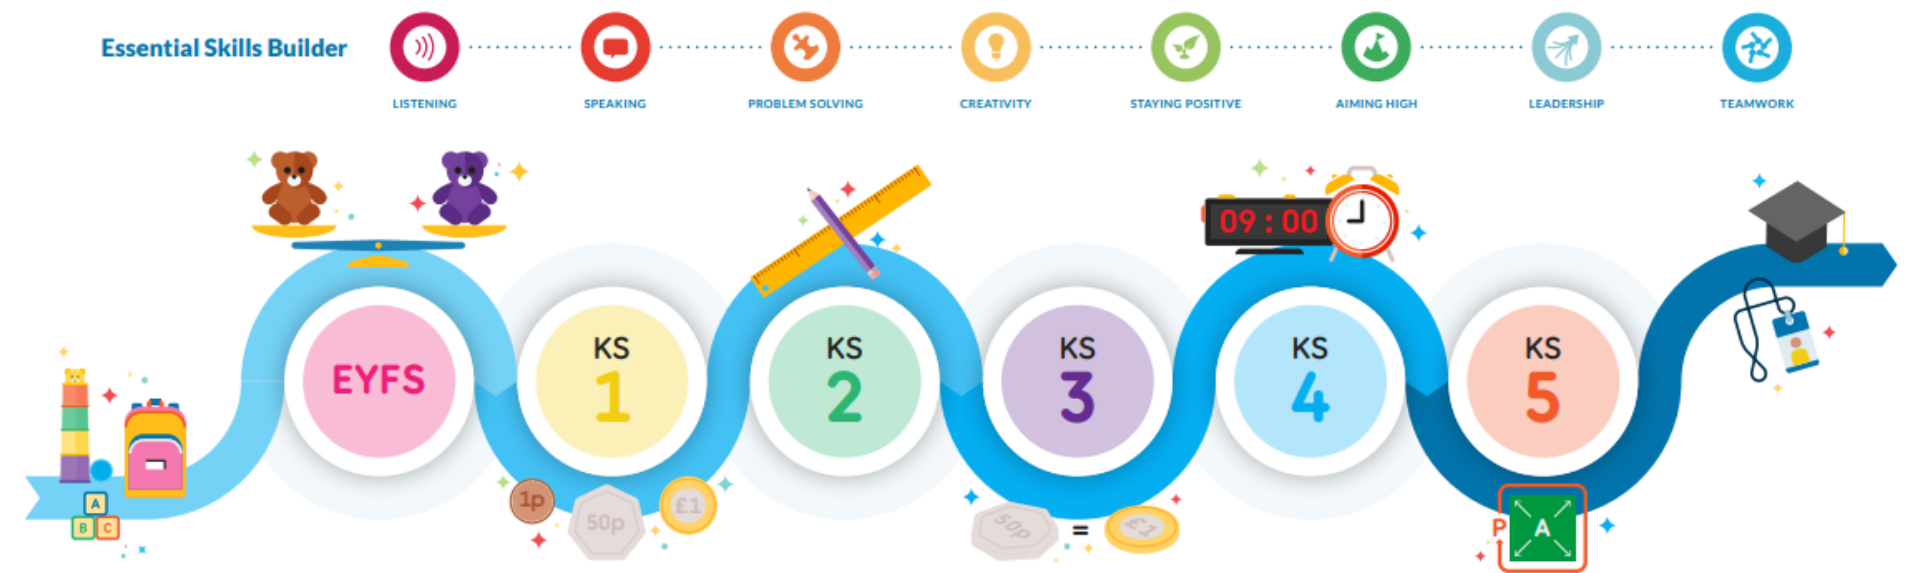 Essential Skills Builder
LISTENING
SPEAKING
PROBLEM SOLVING
CREATIVITY
STAYING POSITIVE
AIMING HIGH
LEADERSHIP
TEAMWORK
09:00
EYFS
KS
1
KS
2
KS
3
KS
4
KS
5
A
B C
1p
50p
£1
50p
=
£1
P
A